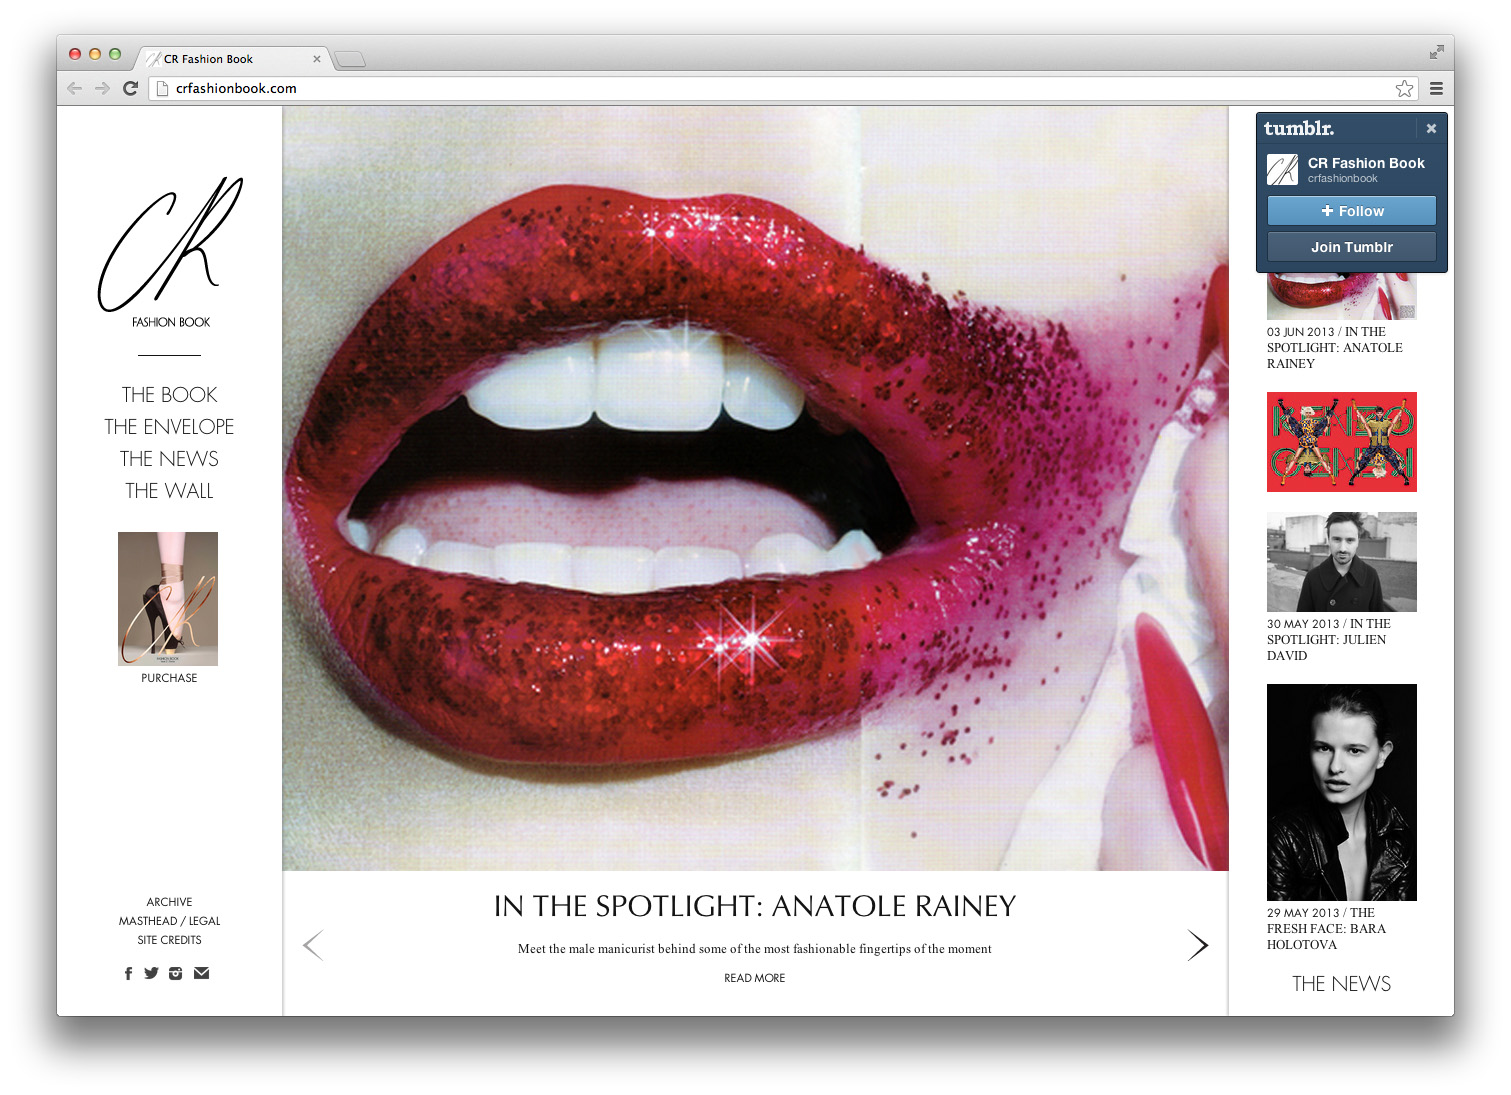 CR Fashion Book
crfashionbook.com
CR
FASHION BOOK
THE BOOK
THE ENVELOPE
THE NEWS
THE WALL
CR
PURCHASE
ARCHIVE
MASTHEAD / LEGAL
SITE CREDITS
IN THE SPOTLIGHT: ANATOLE RAINEY
Meet the male manicurist behind some of the most fashionable fingertips of the moment
READ MORE
tumblr.
CR
CR Fashion Book
crfashionbook
+ Follow
Join Tumblr
03 JUN 2013 / IN THE
SPOTLIGHT: ANATOLE
RAINEY
KENZO
KENZO
30 MAY 2013 / IN THE
SPOTLIGHT: JULIEN
DAVID
29 MAY 2013 / THE
FRESH FACE: BARA
HOLOTOVA
THE NEWS